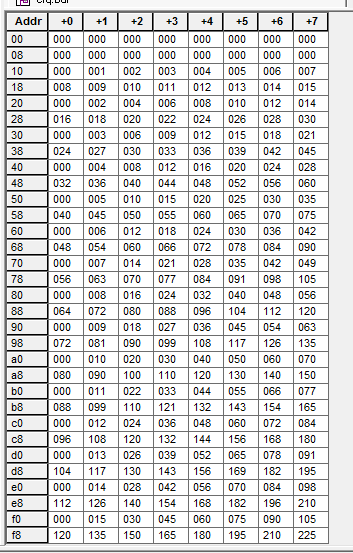 Addr +0 +1 +2 +3 +4 +5 +6 +7
00 000 000 000 000 000 000 000 000
08 000 000 000 000 000 000 000 000
10 000 001 002 003 004 005 006 007
18 008 009 010 011 012 013 014 015
20 000 002 004 006 008 010 012 014
28 016 018 020 022 024 026 028 030
30 000 003 006 009 012 015 018 021
38 024 027 030 033 036 039 042 045
40 000 004 008 012 016 020 024 028
48 032 036 040 044 048 052 056 060
50 000 005 010 015 020 025 030 035
58 040 045 050 055 060 065 070 075
60 000 006 012 018 024 030 036 042
68 048 054 060 066 072 078 084 090
70 000 007 014 021 028 035 042 049
78 056 063 070 077 084 091 098 105
80 000 008 016 024 032 040 048 056
88 064 072 080 088 096 104 112 120
90 000 009 018 027 036 045 054 063
98 072 081 090 099 108 117 126 135
a0 000 010 020 030 040 050 060 070
a8 080 090 100 110 120 130 140 150
b0 000 011 022 033 044 055 066 077
b8 088 099 110 121 132 143 154 165
c0 000 012 024 036 048 060 072 084
c8 096 108 120 132 144 156 168 180
d0 000 013 026 039 052 065 078 091
d8 104 117 130 143 156 169 182 195
e0 000 014 028 042 056 070 084 098
e8 112 126 140 154 168 182 196 210
f0 000 015 030 045 060 075 090 105
f8 120 135 150 165 180 195 210 225